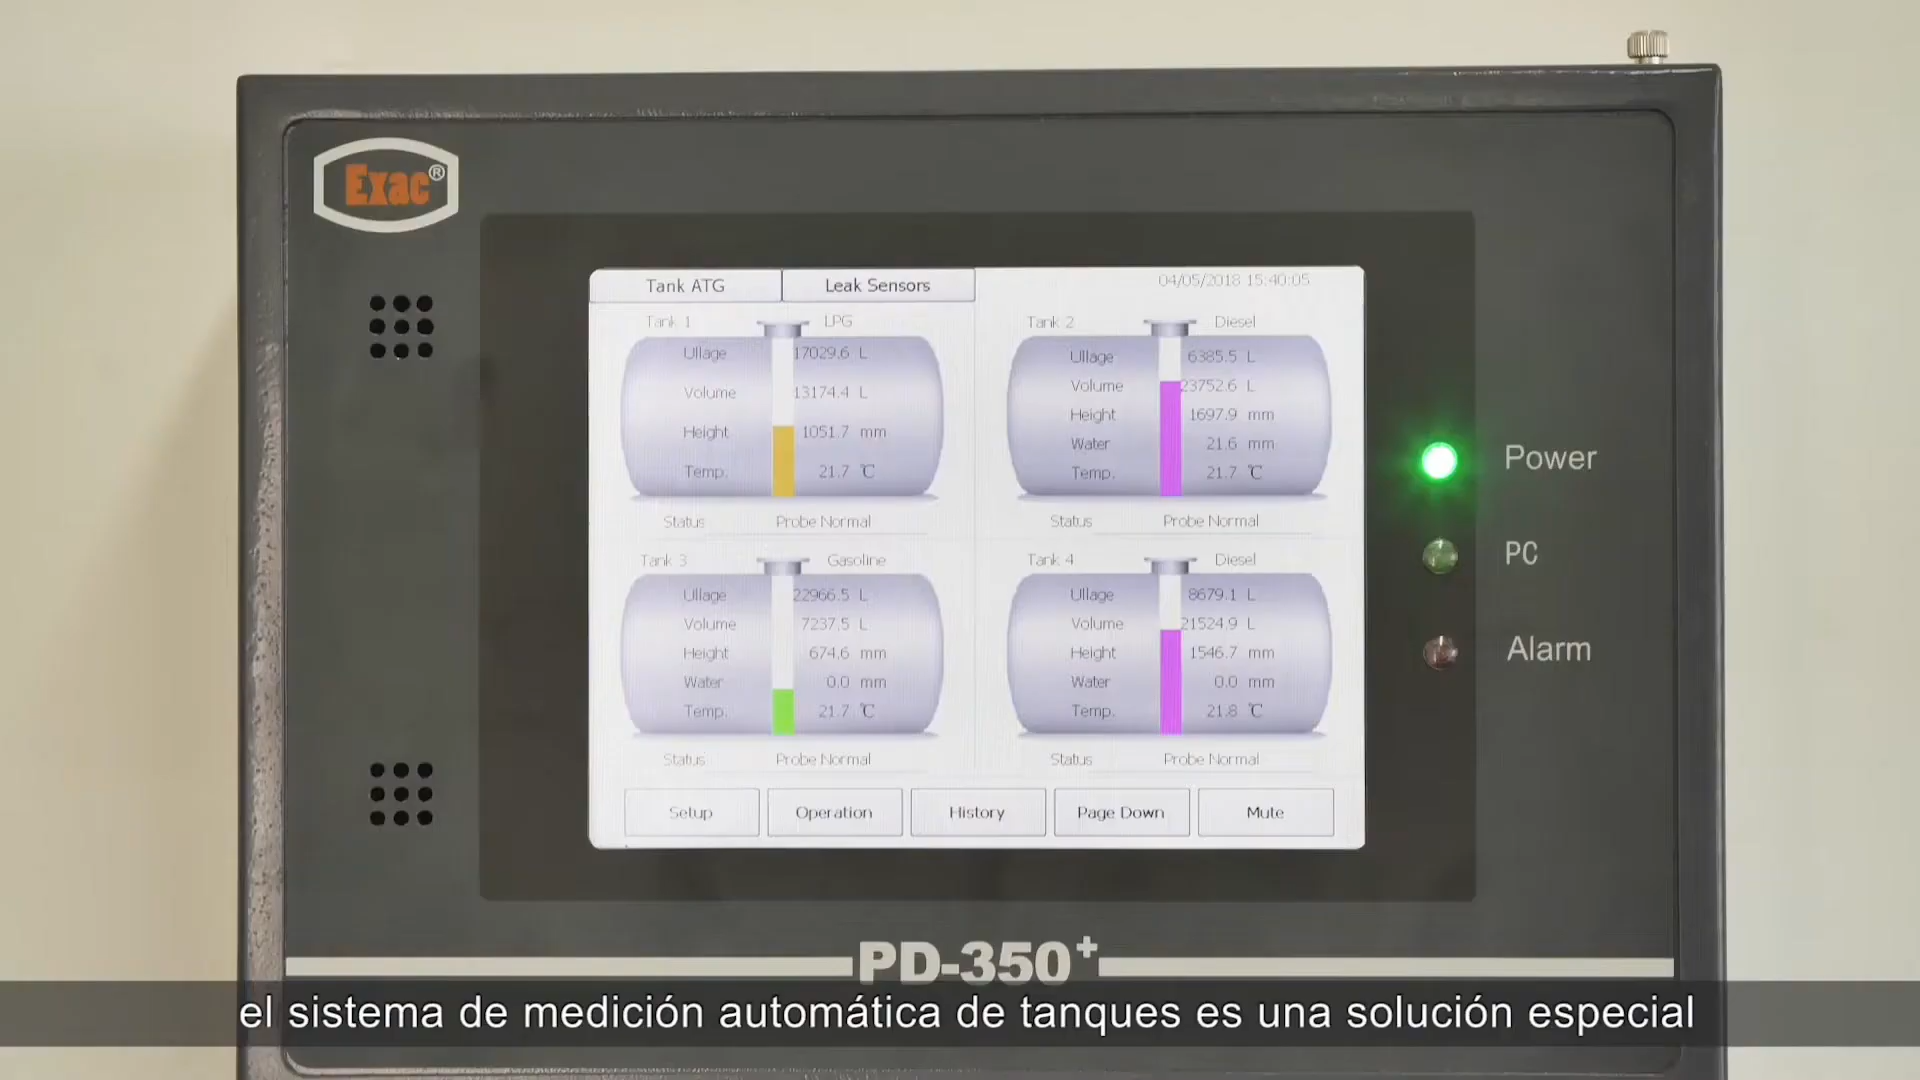 Exac®
Tank ATG
Leak Sensors
04/05/2018 15:40:05
Tank 1 LPG
Ullage 17029.6 L
Volume 13174.4 L
Height 1051.7 mm
Temp. 21.7 ℃
Status Probe Normal
Tank 2 Diesel
Ullage 6385.5 L
Volume 23752.6 L
Height 1697.9 mm
Water 21.6 mm
Temp. 21.7 ℃
Status Probe Normal
Tank 3 Gasoline
Ullage 22966.5 L
Volume 7237.5 L
Height 674.6 mm
Water 0.0 mm
Temp. 21.7 ℃
Status Probe Normal
Tank 4 Diesel
Ullage 8679.1 L
Volume 21524.9 L
Height 1546.7 mm
Water 0.0 mm
Temp. 21.8 ℃
Status Probe Normal
Setup
Operation
History
Page Down
Mute
Power
PC
Alarm
PD-350+
el sistema de medición automática de tanques es una solución especial